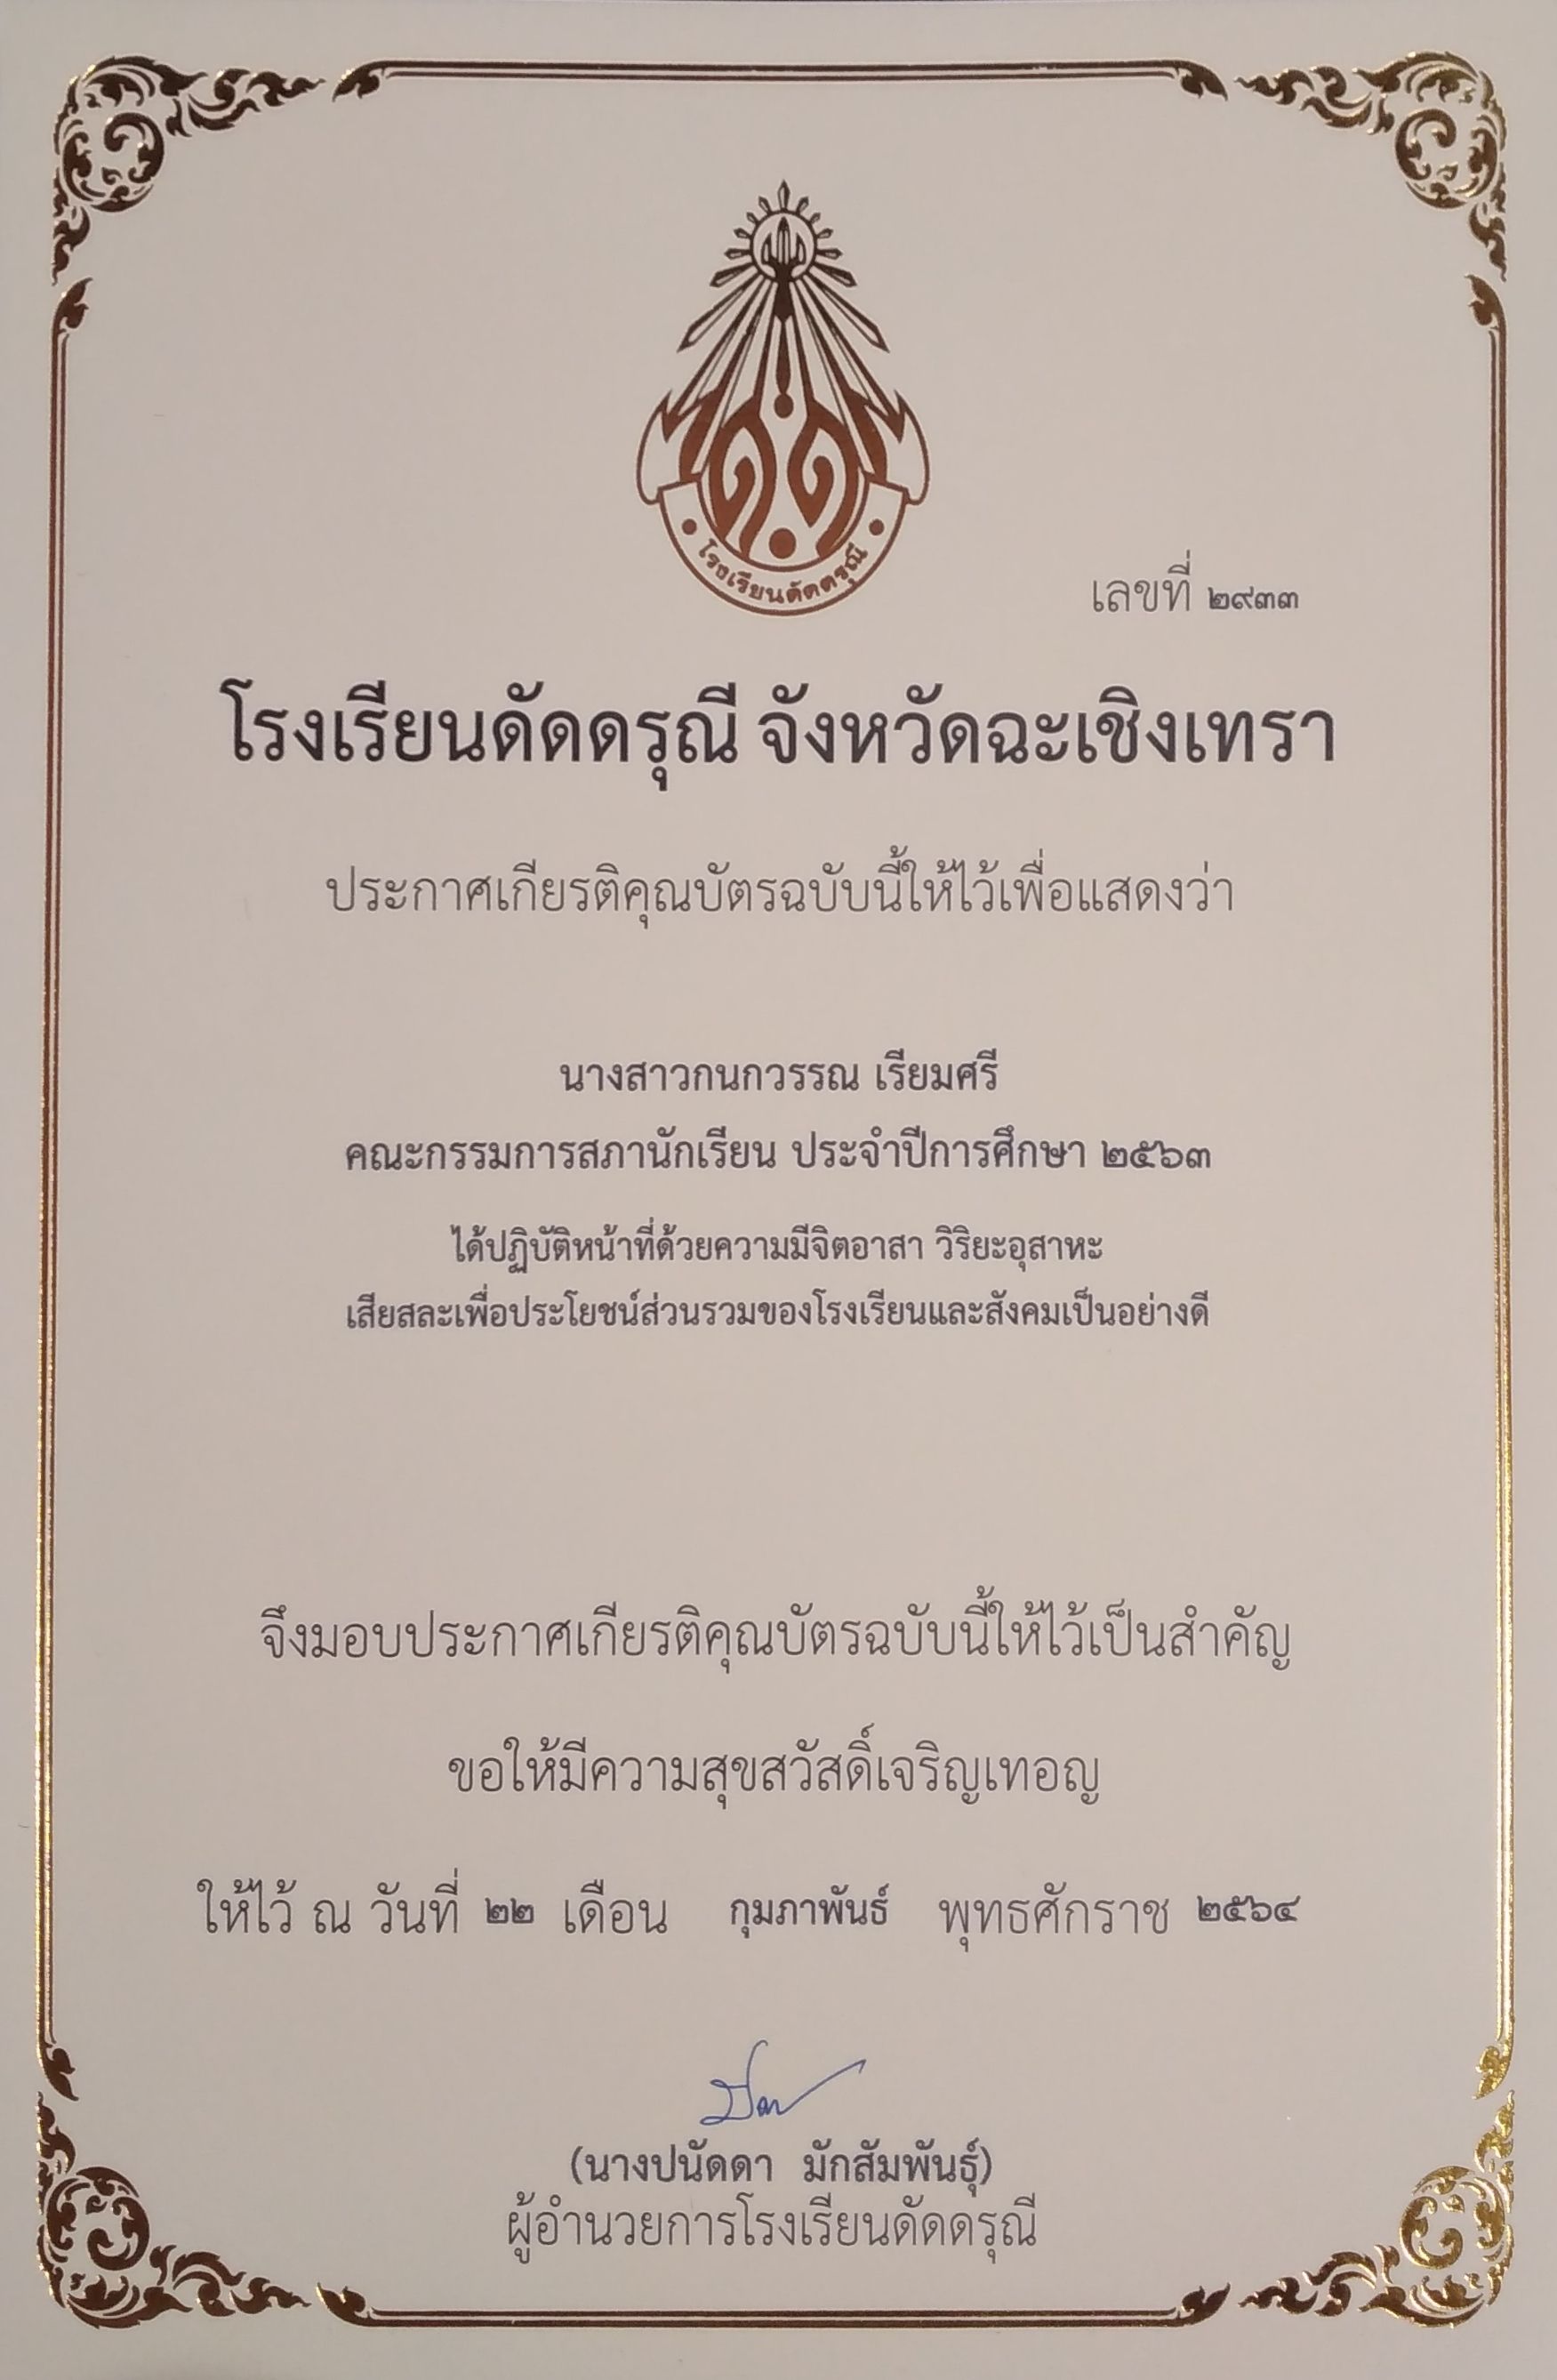 โรงเรียนดัดดรุณี
เลขที่ ๒๙๓๓
โรงเรียนดัดดรุณี จังหวัดฉะเชิงเทรา
ประกาศเกียรติคุณบัตรฉบับนี้ให้ไว้เพื่อแสดงว่า
นางสาวกนกวรรณ เรียมศรี
คณะกรรมการสภานักเรียน ประจำปีการศึกษา ๒๕๖๓
ได้ปฏิบัติหน้าที่ด้วยความมีจิตอาสา วิริยะอุสาหะ
เสียสละเพื่อประโยชน์ส่วนรวมของโรงเรียนและสังคมเป็นอย่างดี
จึงมอบประกาศเกียรติคุณบัตรฉบับนี้ให้ไว้เป็นสำคัญ
ขอให้มีความสุขสวัสดิ์เจริญเทอญ
ให้ไว้ ณ วันที่ ๒๒ เดือน กุมภาพันธ์ พุทธศักราช ๒๕๖๔
(นางปนัดดา มักสัมพันธุ์)
ผู้อำนวยการโรงเรียนดัดดรุณี